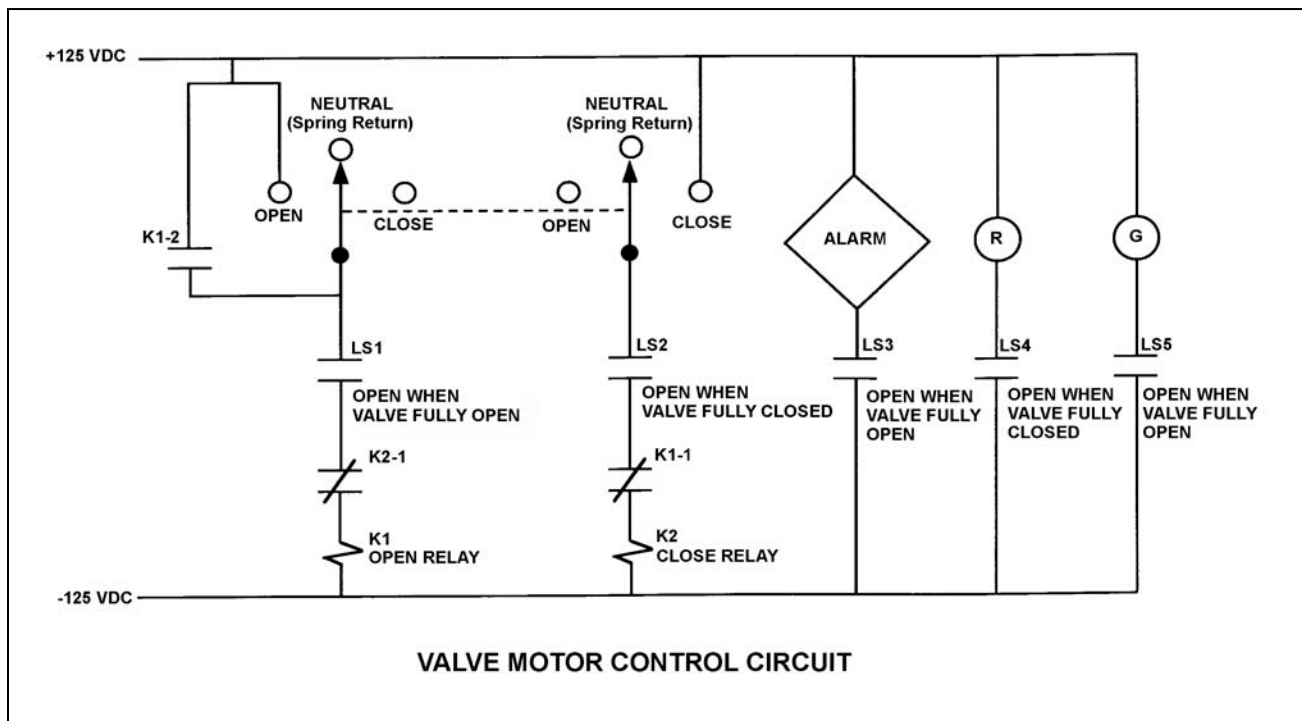 +125 VDC
NEUTRAL
(Spring Return)
NEUTRAL
(Spring Return)
OPEN
CLOSE
OPEN
CLOSE
K1-2
ALARM
R
G
LS1
OPEN WHEN
VALVE FULLY OPEN
LS2
OPEN WHEN
VALVE FULLY CLOSED
LS3
OPEN WHEN
VALVE FULLY
OPEN
LS4
OPEN WHEN
VALVE FULLY
CLOSED
LS5
OPEN WHEN
VALVE FULLY
OPEN
K2-1
K1-1
K1
OPEN RELAY
K2
CLOSE RELAY
-125 VDC
VALVE MOTOR CONTROL CIRCUIT